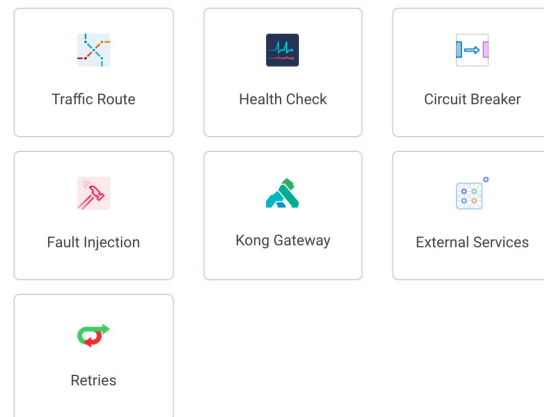 Traffic Route
Health Check
Circuit Breaker
Fault Injection
Kong Gateway
External Services
Retries